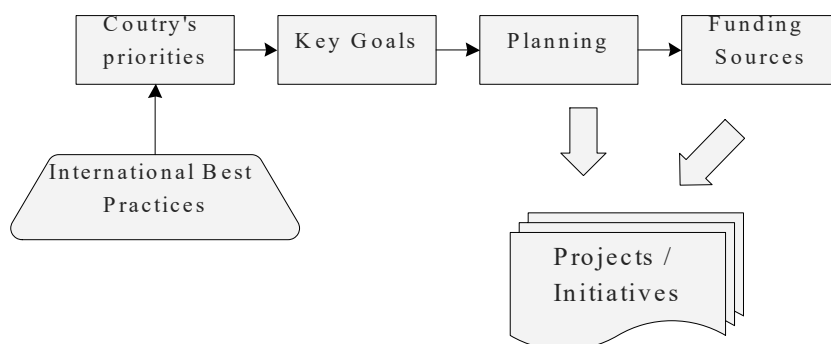 Coutry's
priorities
Key Goals
Planning
Funding
Sources
International Best
Practices
Projects /
Initiatives